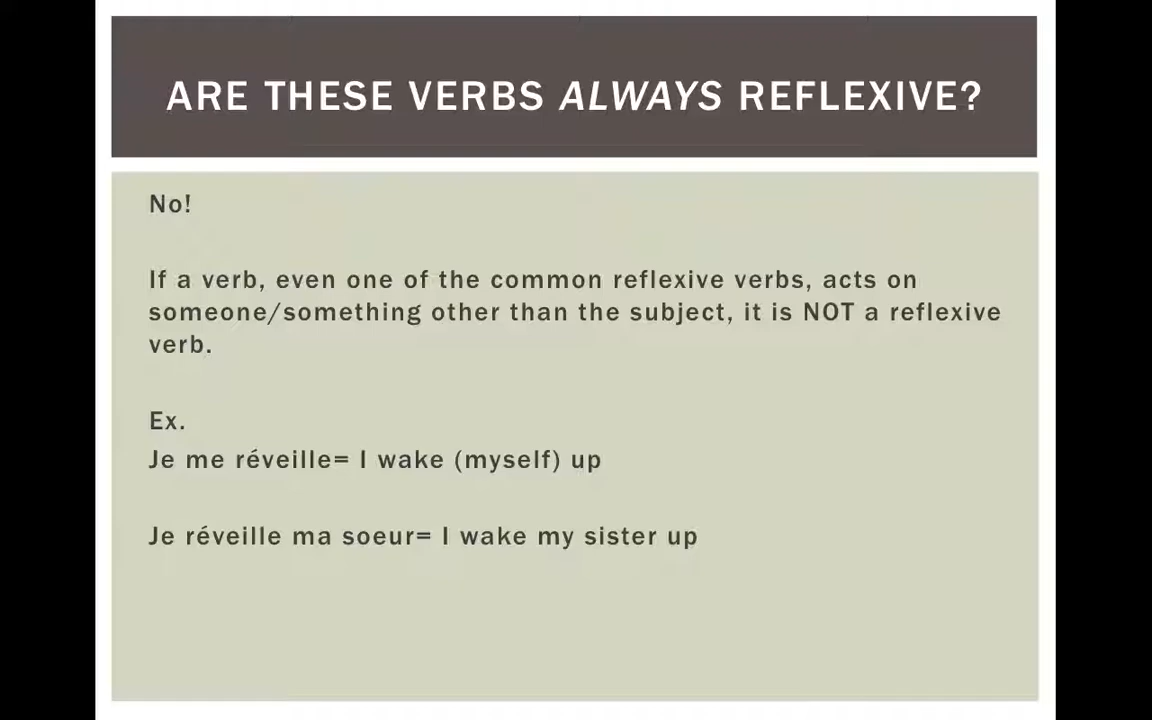 ARE THESE VERBS ALWAYS REFLEXIVE?
No!
If a verb, even one of the common reflexive verbs, acts on
someone/something other than the subject, it is NOT a reflexive
verb.
Ex.
Je me réveille= I wake (myself) up
Je réveille ma soeur= I wake my sister up